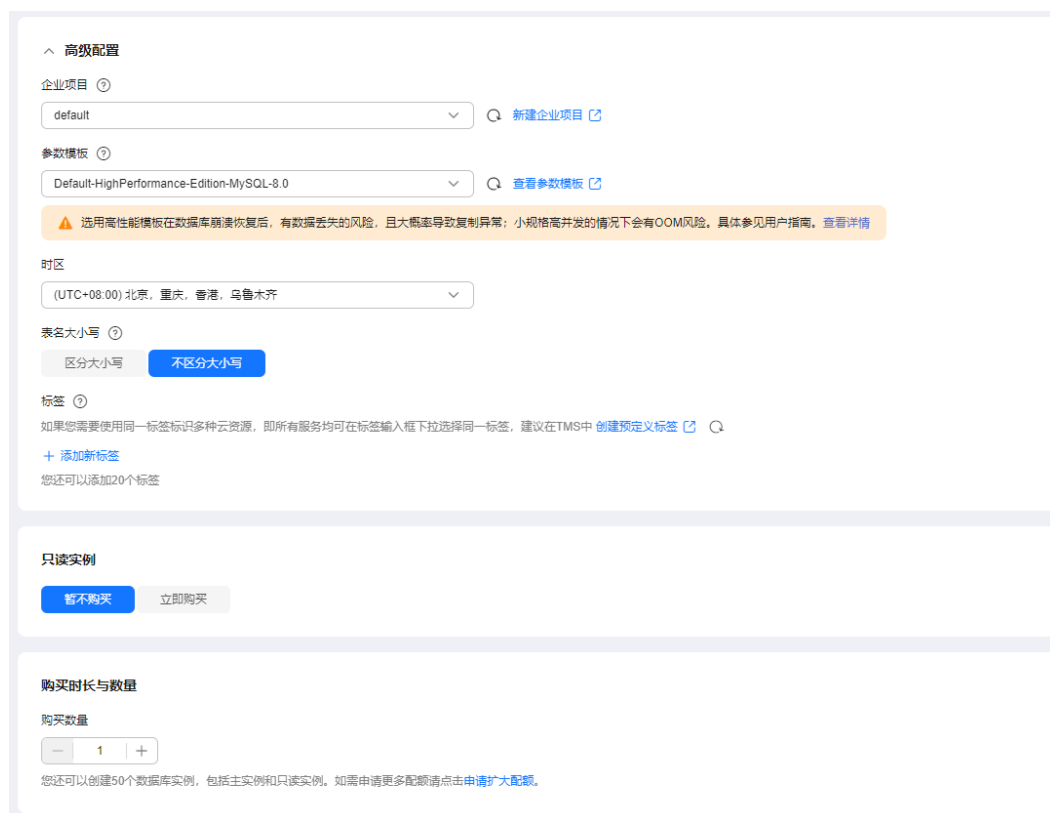 高级配置
企业项目
default
新建企业项目
参数模板
Default-HighPerformance-Edition-MySQL-8.0
查看参数模板
选用高性能模板在数据库崩溃恢复后，有数据丢失的风险，且大概率导致复制异常；小规格高并发的情况下会有OOM风险。具体参见用户指南。查看详情
时区
(UTC+08:00) 北京，重庆，香港，乌鲁木齐
表名大小写
区分大小写 不区分大小写
标签
如果您需要使用同一标签标识多种云资源，即所有服务均可在标签输入框下拉选择同一标签，建议在TMS中 创建预定义标签
+ 添加新标签
您还可以添加20个标签
只读实例
暂不购买 立即购买
购买时长与数量
购买数量
1
您还可以创建50个数据库实例，包括主实例和只读实例。如需申请更多配额请点击申请扩大配额。